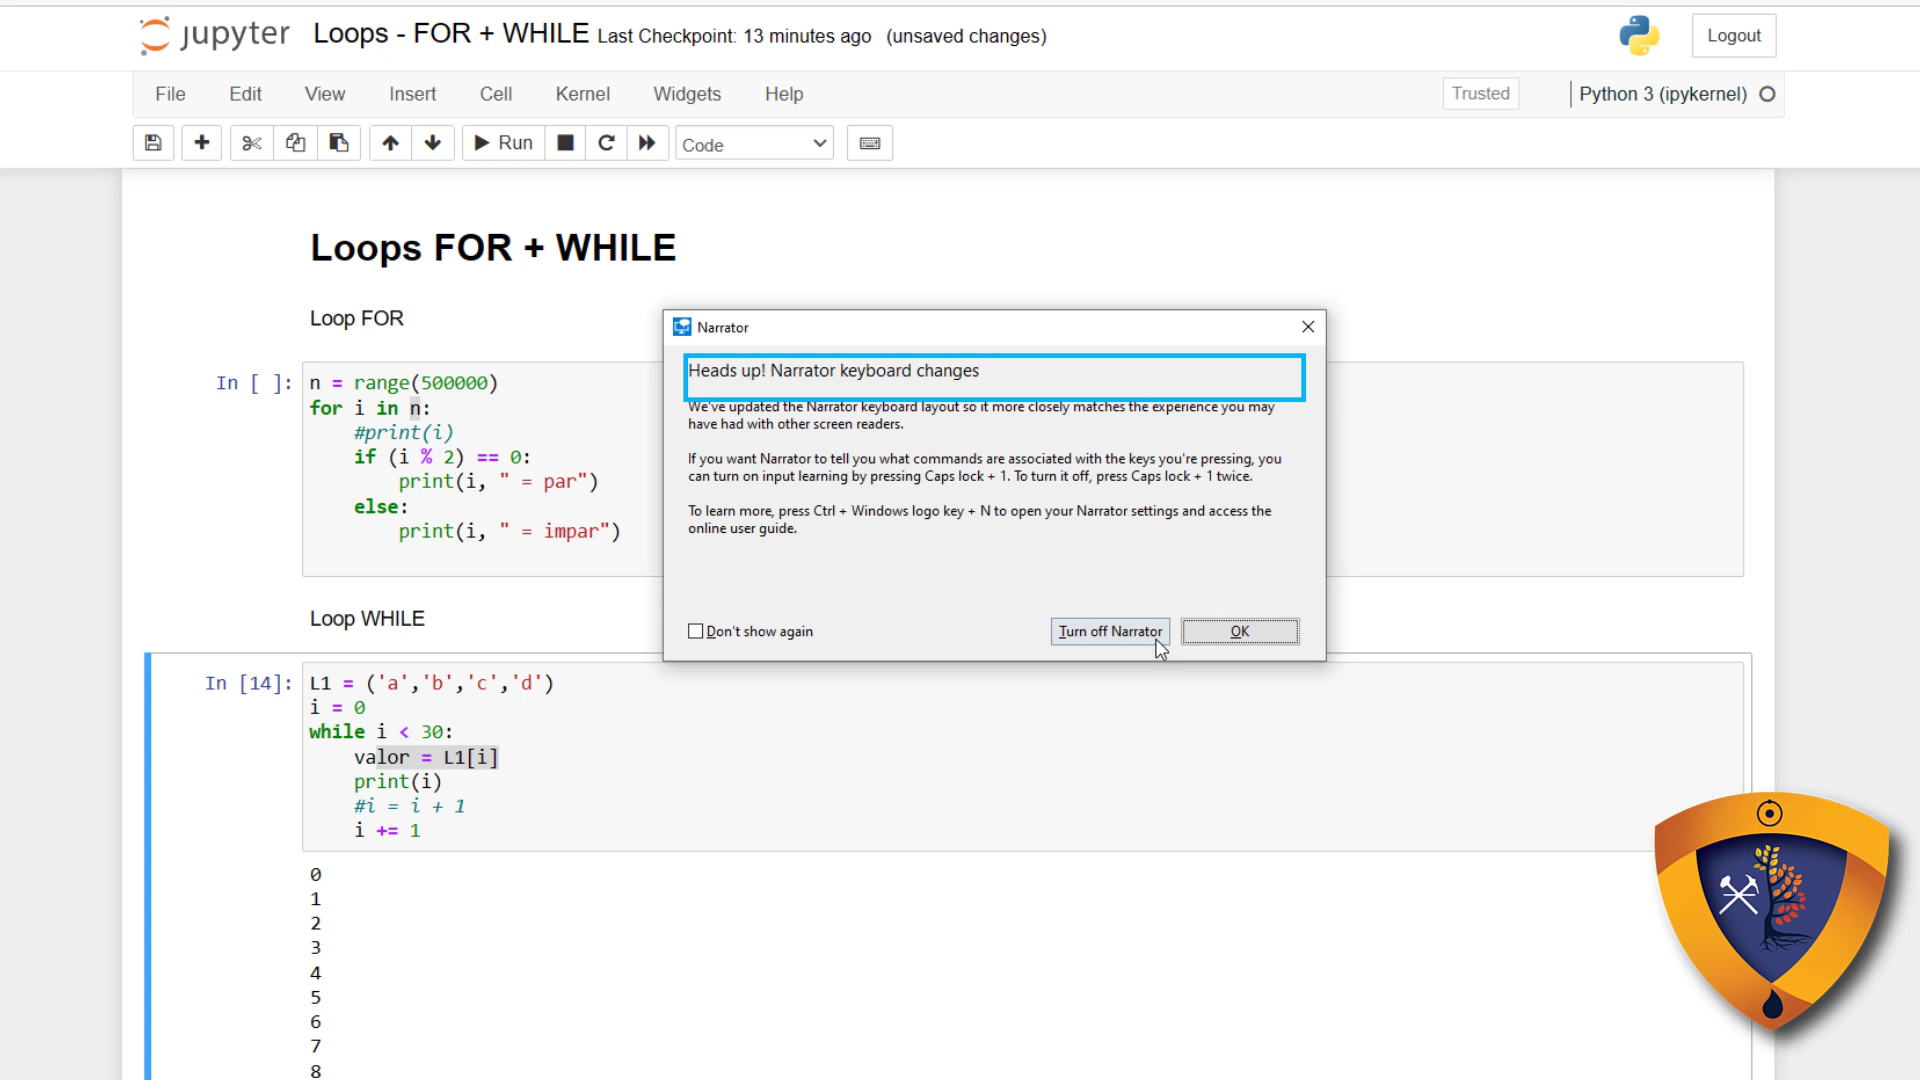 jupyter Loops - FOR + WHILE Last Checkpoint: 13 minutes ago (unsaved changes)
Logout
File Edit View Insert Cell Kernel Widgets Help
Trusted
Python 3 (ipykernel)
Run
Code
Loops FOR + WHILE
Loop FOR
In [ ]:
n = range(500000)
for i in n:
    #print(i)
    if (i % 2) == 0:
        print(i, " = par")
    else:
        print(i, " = impar")
Narrator
Heads up! Narrator keyboard changes
We've updated the Narrator keyboard layout so it more closely matches the experience you may
have had with other screen readers.
If you want Narrator to tell you what commands are associated with the keys you're pressing, you
can turn on input learning by pressing Caps lock + 1. To turn it off, press Caps lock + 1 twice.
To learn more, press Ctrl + Windows logo key + N to open your Narrator settings and access the
online user guide.
Don't show again
Turn off Narrator
OK
Loop WHILE
In [14]:
L1 = ('a','b','c','d')
i = 0
while i < 30:
    valor = L1[i]
    print(i)
    #i = i + 1
    i += 1
0
1
2
3
4
5
6
7
8